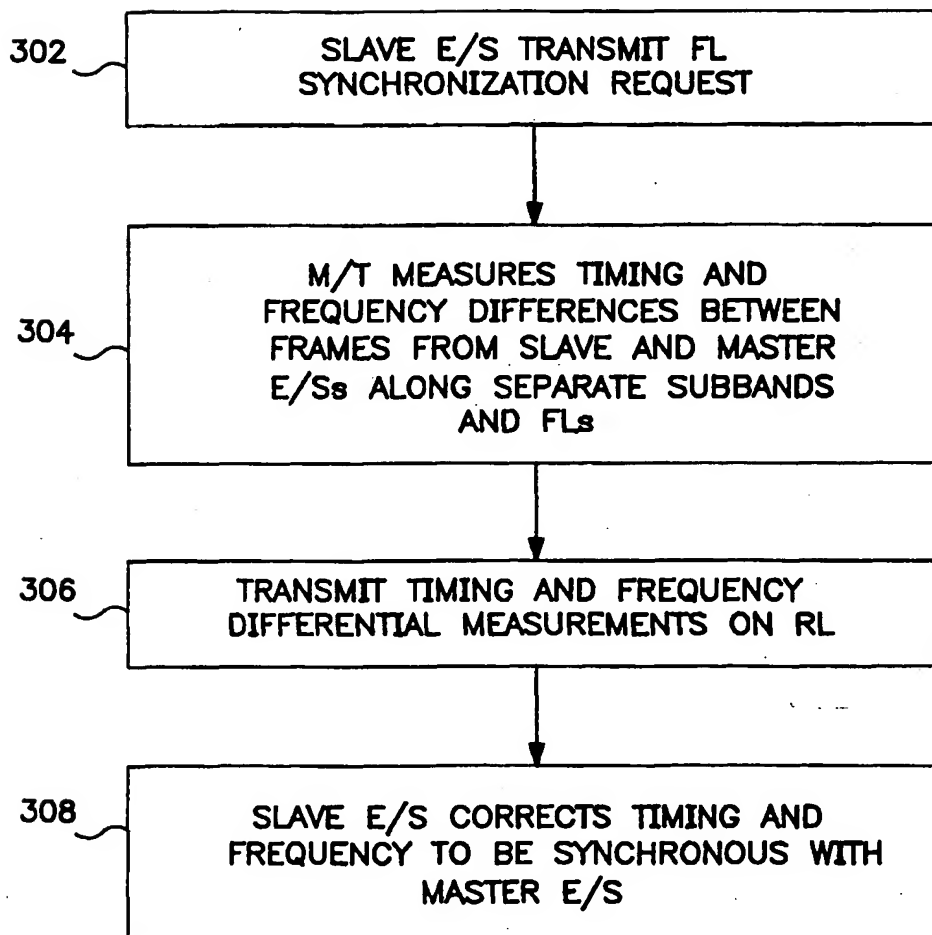 302
SLAVE E/S TRANSMIT FL
SYNCHRONIZATION REQUEST
304
M/T MEASURES TIMING AND
FREQUENCY DIFFERENCES BETWEEN
FRAMES FROM SLAVE AND MASTER
E/Ss ALONG SEPARATE SUBBANDS
AND FLs
306
TRANSMIT TIMING AND FREQUENCY
DIFFERENTIAL MEASUREMENTS ON RL
308
SLAVE E/S CORRECTS TIMING AND
FREQUENCY TO BE SYNCHRONOUS WITH
MASTER E/S